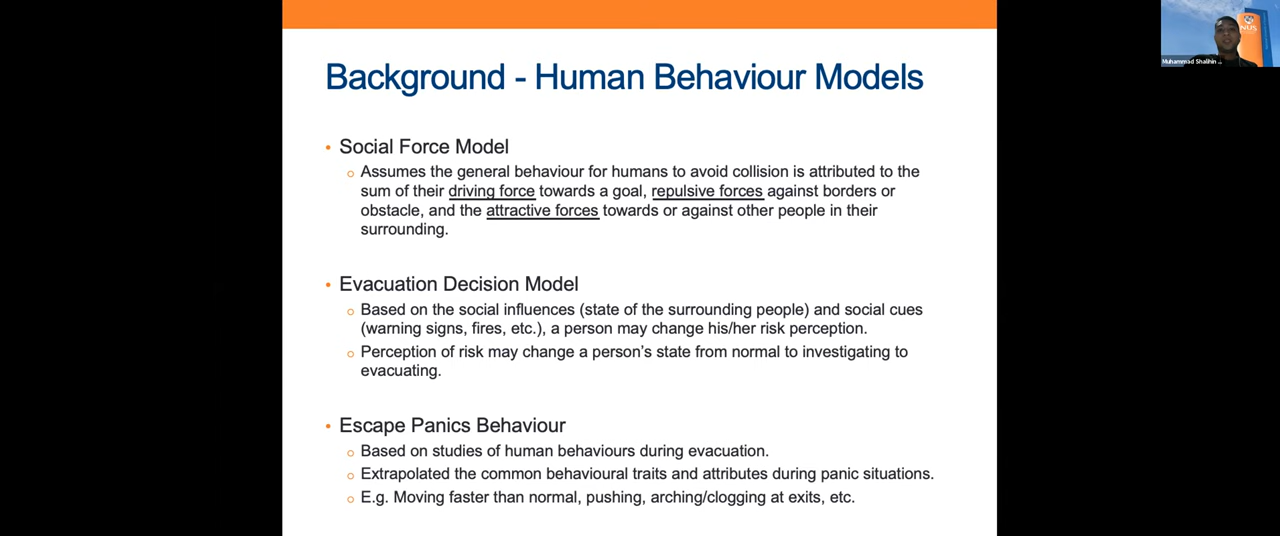 Background - Human Behaviour Models
• Social Force Model
○ Assumes the general behaviour for humans to avoid collision is attributed to the
sum of their driving force towards a goal, repulsive forces against borders or
obstacle, and the attractive forces towards or against other people in their
surrounding.
• Evacuation Decision Model
○ Based on the social influences (state of the surrounding people) and social cues
(warning signs, fires, etc.), a person may change his/her risk perception.
○ Perception of risk may change a person's state from normal to investigating to
evacuating.
• Escape Panics Behaviour
○ Based on studies of human behaviours during evacuation.
○ Extrapolated the common behavioural traits and attributes during panic situations.
○ E.g. Moving faster than normal, pushing, arching/clogging at exits, etc.
NUS
Muhammad Shalihin ...